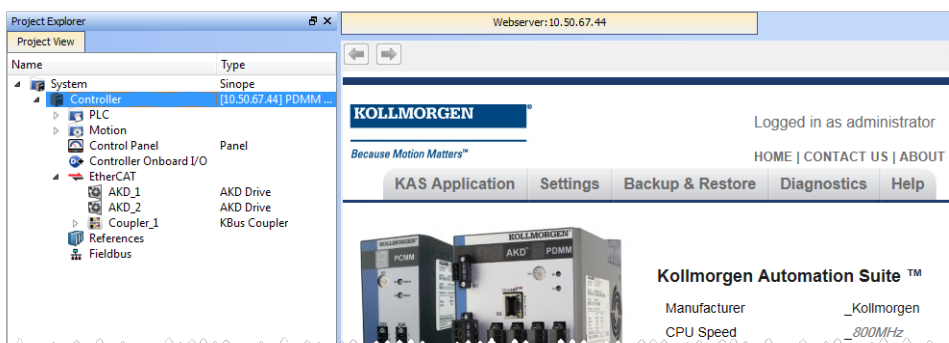 Project Explorer
Project View
Name Type
System Sinope
Controller [10.50.67.44] PDMM ...
PLC
Motion
Control Panel Panel
Controller Onboard I/O
EtherCAT
AKD_1 AKD Drive
AKD_2 AKD Drive
Coupler_1 KBus Coupler
References
Fieldbus
Webserver:10.50.67.44
KOLLMORGEN®
Because Motion Matters™
Logged in as administrator
HOME | CONTACT US | ABOUT
KAS Application Settings Backup & Restore Diagnostics Help
KOLLMORGEN
PCMM
KOLLMORGEN
AKD PDMM
Kollmorgen Automation Suite ™
Manufacturer _Kollmorgen
CPU Speed _800MHz